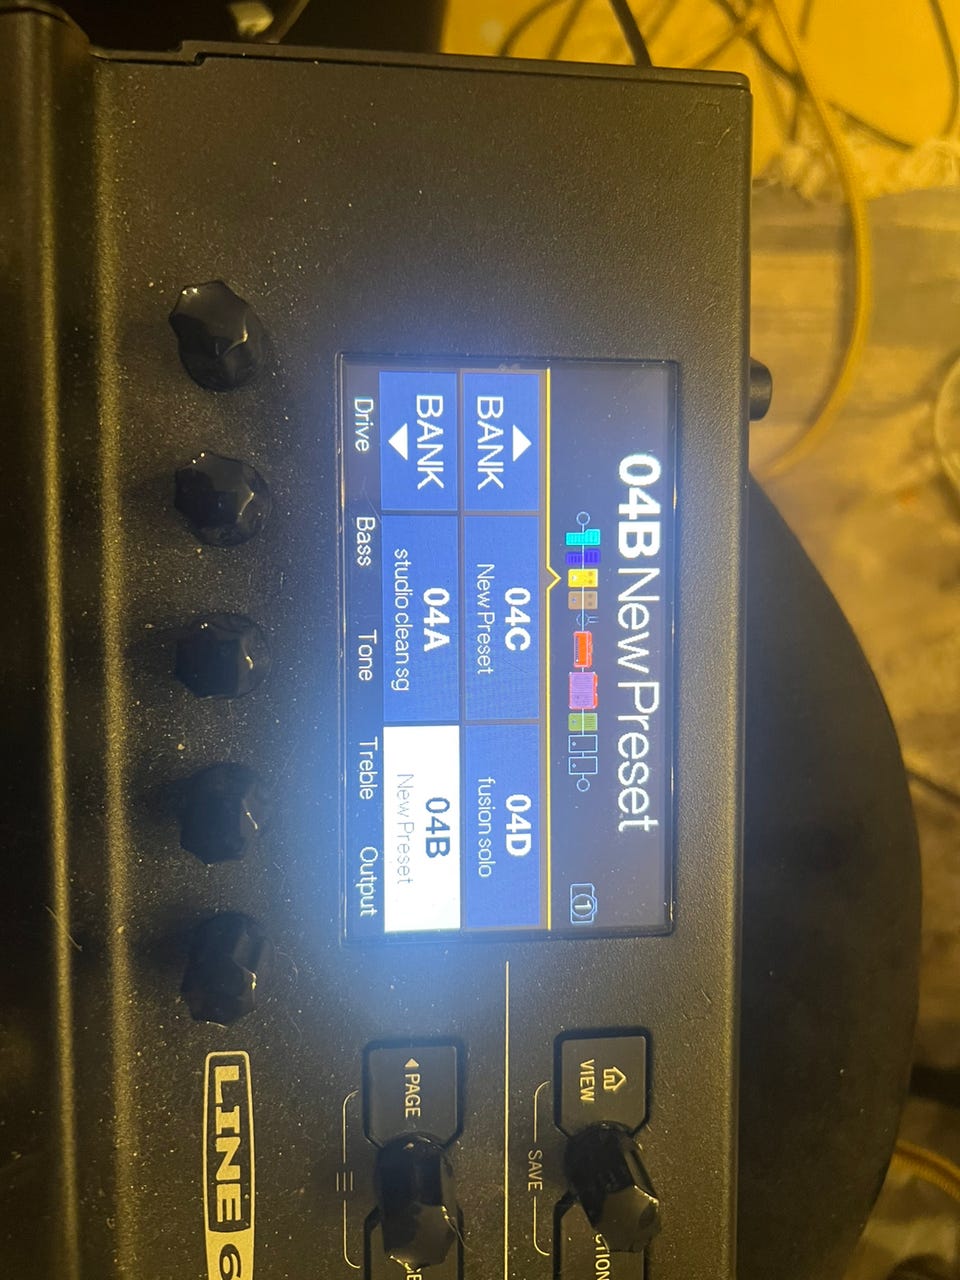 04B New Preset
1
BANK
04C
New Preset
04D
fusion solo
BANK
04A
studio clean sg
04B
New Preset
Drive Bass Tone Treble Output
VIEW
SAVE
PAGE
LINE 6